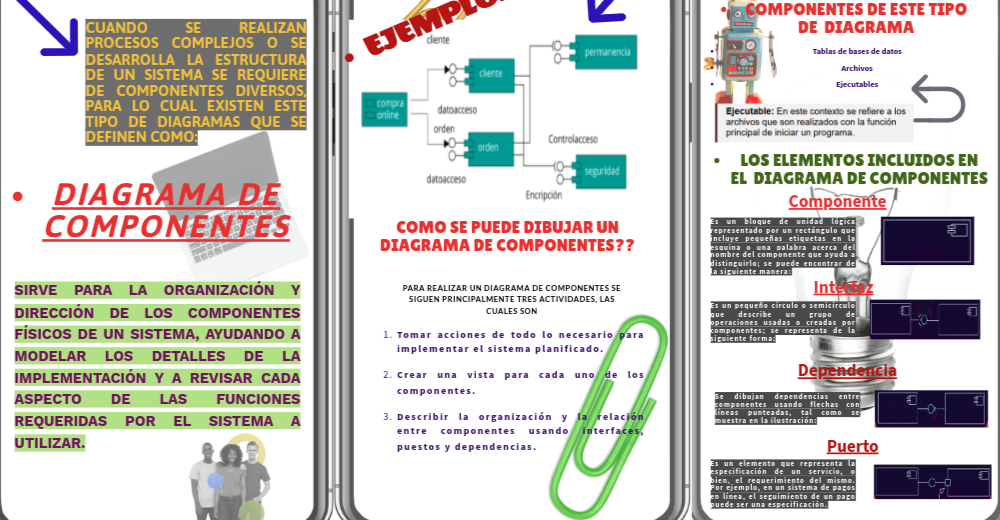 CUANDO SE REALIZAN
PROCESOS COMPLEJOS O SE
DESARROLLA LA ESTRUCTURA
DE UN SISTEMA SE REQUIERE
DE COMPONENTES DIVERSOS,
PARA LO CUAL EXISTEN ESTE
TIPO DE DIAGRAMAS QUE SE
DEFINEN COMO:
• DIAGRAMA DE
COMPONENTES
SIRVE PARA LA ORGANIZACIÓN Y
DIRECCIÓN DE LOS COMPONENTES
FÍSICOS DE UN SISTEMA, AYUDANDO A
MODELAR LOS DETALLES DE LA
IMPLEMENTACIÓN Y A REVISAR CADA
ASPECTO DE LAS FUNCIONES
REQUERIDAS POR EL SISTEMA A
UTILIZAR.
cliente
permanencia
cliente
compra
online
datoacceso
orden
orden
Controlacceso
datoacceso
seguridad
Encripción
COMO SE PUEDE DIBUJAR UN
DIAGRAMA DE COMPONENTES??
PARA REALIZAR UN DIAGRAMA DE COMPONENTES SE
SIGUEN PRINCIPALMENTE TRES ACTIVIDADES, LAS
CUALES SON
1. Tomar acciones de todo lo necesario para
implementar el sistema planificado.
2. Crear una vista para cada uno de los
componentes.
3. Describir la organización y la relación
entre componentes usando interfaces,
puestos y dependencias.
• COMPONENTES DE ESTE TIPO
DE DIAGRAMA
Tablas de bases de datos
Archivos
Ejecutables
Ejecutable: En este contexto se refiere a los
archivos que son realizados con la función
principal de iniciar un programa.
• LOS ELEMENTOS INCLUIDOS EN
EL DIAGRAMA DE COMPONENTES
Componente
Es un bloque de unidad lógica
representado por un rectángulo que
incluye pequeñas etiquetas en la
esquina o una palabra acerca del
nombre del componente que ayuda a
distinguirlo; se puede encontrar de
la siguiente manera:
Interfaz
Es un pequeño círculo o semicírculo
que describe un grupo de
operaciones usadas o creadas por
componentes; se representa de la
siguiente forma:
Dependencia
Se dibujan dependencias entre
componentes usando flechas con
líneas punteadas, tal como se
muestra en la ilustración:
Puerto
Es un elemento que representa la
especificación de un servicio, o
bien, el requerimiento del mismo.
Por ejemplo, en un sistema de pagos
en línea, el seguimiento de un pago
puede ser una especificación.